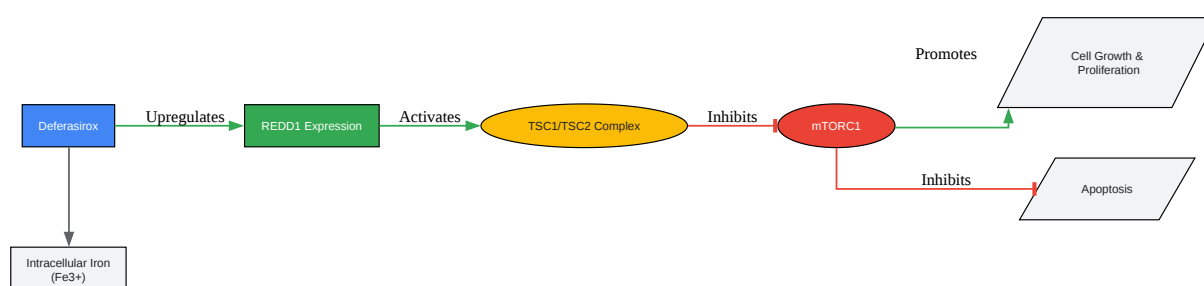 Promotes
Cell Growth &
Proliferation
Deferasirox
Upregulates
REDD1 Expression
Activates
TSC1/TSC2 Complex
Inhibits
mTORC1
Inhibits
Apoptosis
Intracellular Iron
(Fe3+)